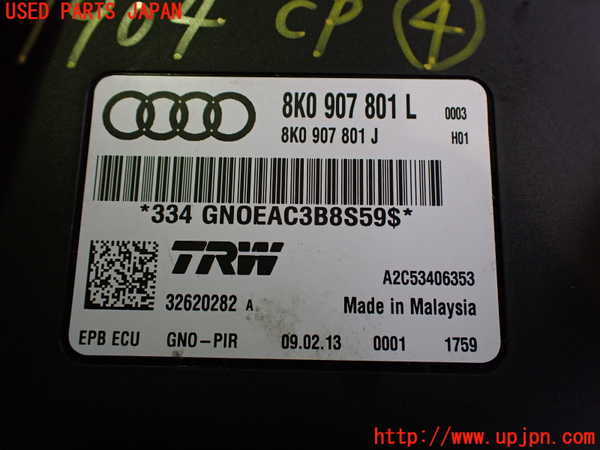 USED PARTS JAPAN
1904 CP 4
8K0 907 801 L 0003
8K0 907 801 J H01
*334 GNOEAC3B8S59$*
TRW
A2C53406353
32620282 A Made in Malaysia
EPB ECU GNO-PIR 09.02.13 0001 1759
http://www.upjpn.com/